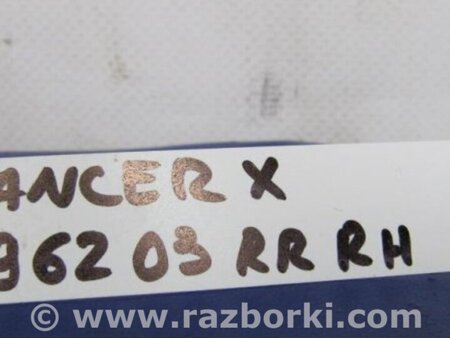 ANCER X
96203 RR RH
www.razborki.com